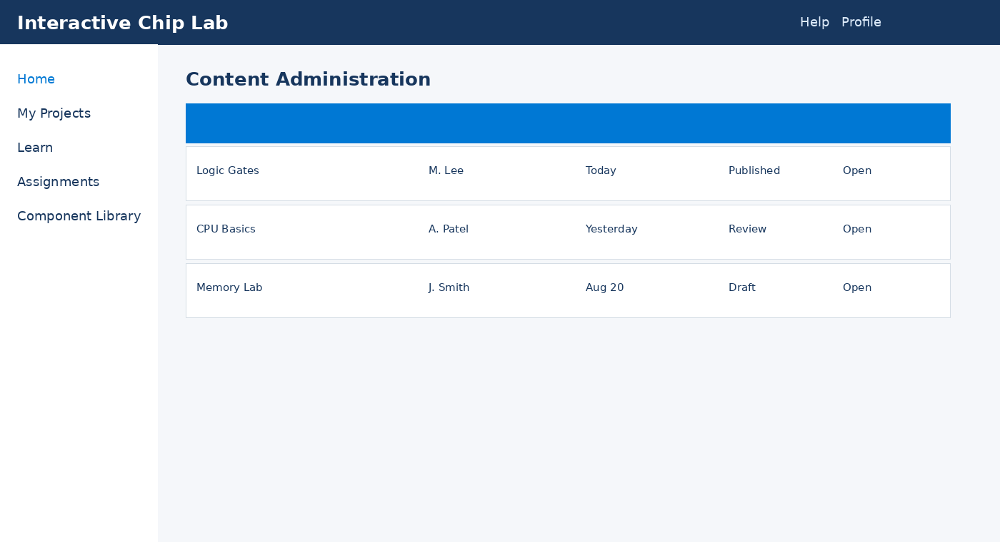 Interactive Chip Lab
Help Profile
Home
My Projects
Learn
Assignments
Component Library
Content Administration
Logic Gates M. Lee Today Published Open
CPU Basics A. Patel Yesterday Review Open
Memory Lab J. Smith Aug 20 Draft Open